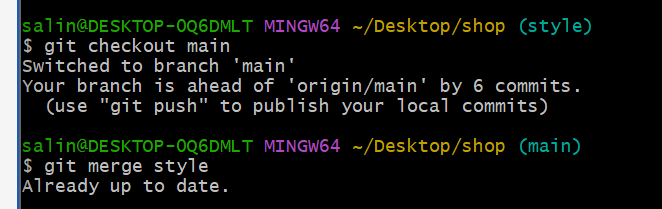 salin@DESKTOP-OQ6DMLT MINGW64 ~/Desktop/shop (style)
$ git checkout main
Switched to branch 'main'
Your branch is ahead of 'origin/main' by 6 commits.
  (use "git push" to publish your local commits)
salin@DESKTOP-OQ6DMLT MINGW64 ~/Desktop/shop (main)
$ git merge style
Already up to date.